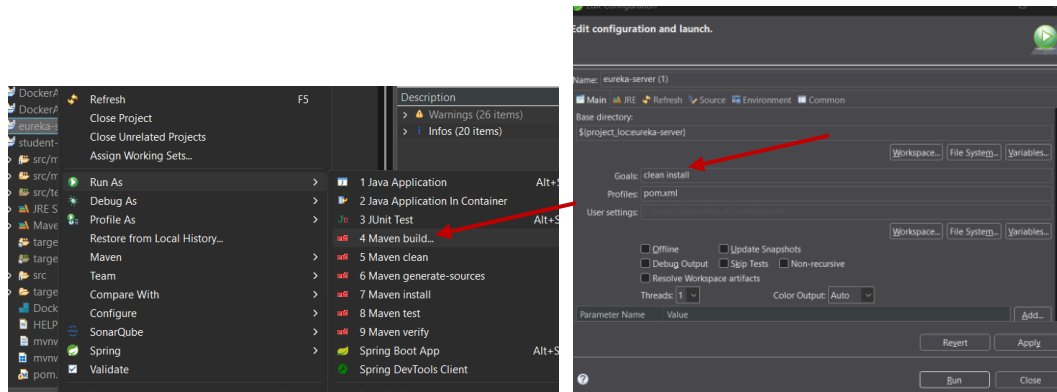 DockerA
DockerA
eureka-s
student-
src/m
src/m
src/te
JRE S
Mave
targe
targe
src
targe
Dock
HELP
mvnw
mvnw
pom.
Refresh F5
Close Project
Close Unrelated Projects
Assign Working Sets...
Run As
Debug As
Profile As
Restore from Local History...
Maven
Team
Compare With
Configure
SonarQube
Spring
Validate
Description
Warnings (26 items)
Infos (20 items)
1 Java Application Alt+S
2 Java Application In Container
3 JUnit Test Alt+S
4 Maven build...
5 Maven clean
6 Maven generate-sources
7 Maven install
8 Maven test
9 Maven verify
Spring Boot App Alt+S
Spring DevTools Client
Edit configuration and launch.
Name: eureka-server (1)
Main JRE Refresh Source Environment Common
Base directory:
${project_loc:eureka-server}
Workspace... File System... Variables...
Goals: clean install
Profiles: pom.xml
User settings:
Workspace... File System... Variables...
Offline Update Snapshots
Debug Output Skip Tests Non-recursive
Resolve Workspace artifacts
Threads: 1 Color Output: Auto
Parameter Name Value Add...
Revert Apply
Run Close